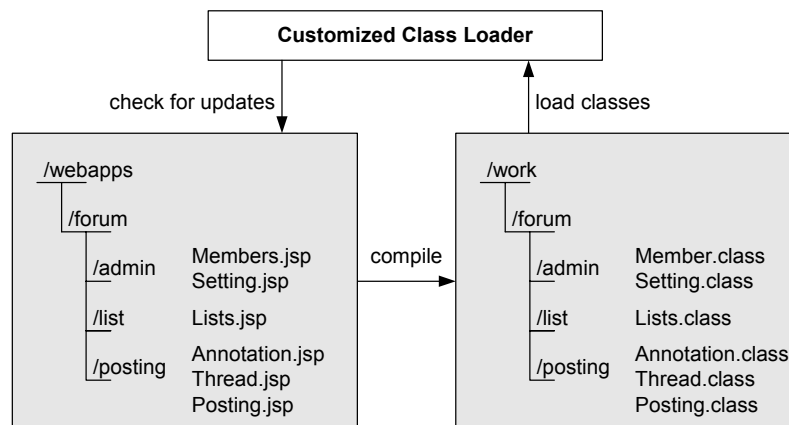 Customized Class Loader
check for updates
load classes
/webapps
/forum
/admin
Members.jsp
Setting.jsp
/list
Lists.jsp
/posting
Annotation.jsp
Thread.jsp
Posting.jsp
compile
/work
/forum
/admin
Member.class
Setting.class
/list
Lists.class
/posting
Annotation.class
Thread.class
Posting.class